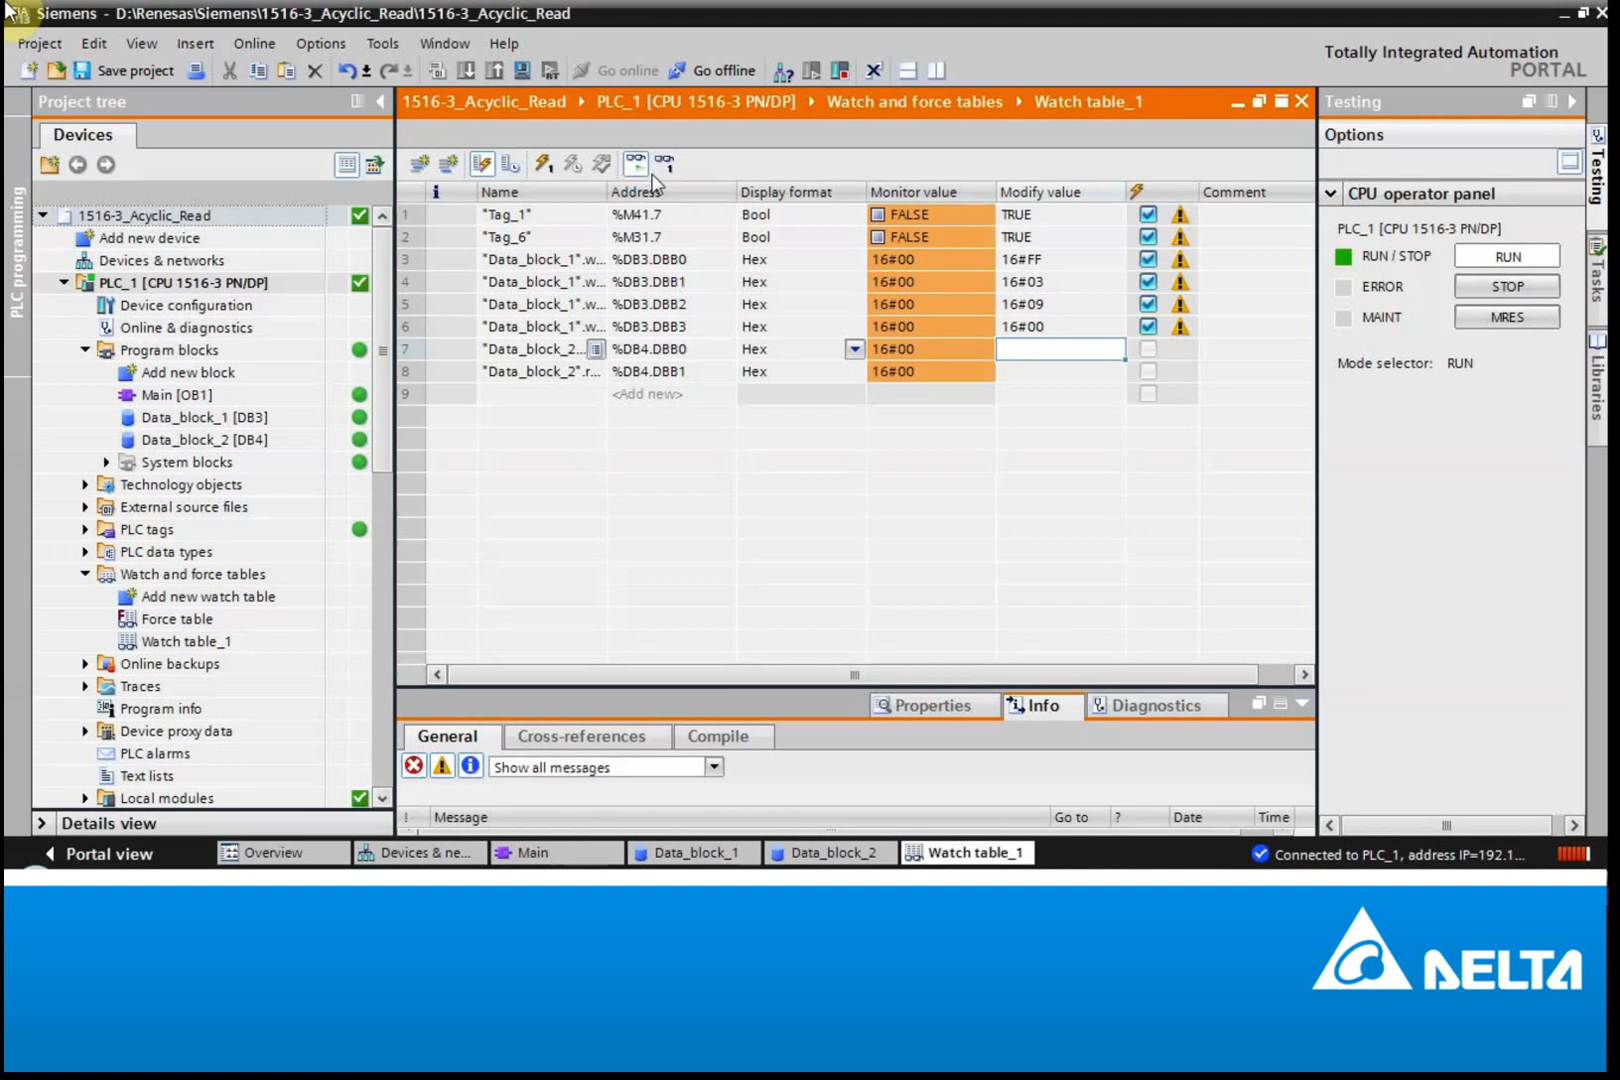 Siemens - D:\Renesas\Siemens\1516-3_Acyclic_Read\1516-3_Acyclic_Read
Project Edit View Insert Online Options Tools Window Help
Totally Integrated Automation
PORTAL
Save project Go online Go offline
Project tree
1516-3_Acyclic_Read PLC_1 [CPU 1516-3 PN/DP] Watch and force tables Watch table_1
Testing
Devices
Options
PLC programming
1516-3_Acyclic_Read
Add new device
Devices & networks
PLC_1 [CPU 1516-3 PN/DP]
Device configuration
Online & diagnostics
Program blocks
Add new block
Main [OB1]
Data_block_1 [DB3]
Data_block_2 [DB4]
System blocks
Technology objects
External source files
PLC tags
PLC data types
Watch and force tables
Add new watch table
Force table
Watch table_1
Online backups
Traces
Program info
Device proxy data
PLC alarms
Text lists
Local modules
Details view
i Name Address Display format Monitor value Modify value Comment
1 "Tag_1" %M41.7 Bool FALSE TRUE
2 "Tag_6" %M31.7 Bool FALSE TRUE
3 "Data_block_1".w... %DB3.DBB0 Hex 16#00 16#FF
4 "Data_block_1".w... %DB3.DBB1 Hex 16#00 16#03
5 "Data_block_1".w... %DB3.DBB2 Hex 16#00 16#09
6 "Data_block_1".w... %DB3.DBB3 Hex 16#00 16#00
7 "Data_block_2... %DB4.DBB0 Hex 16#00
8 "Data_block_2".r... %DB4.DBB1 Hex 16#00
9 <Add new>
Properties Info Diagnostics
General Cross-references Compile
Show all messages
! Message Go to ? Date Time
CPU operator panel
PLC_1 [CPU 1516-3 PN/DP]
RUN / STOP RUN
ERROR STOP
MAINT MRES
Mode selector: RUN
Testing
Tasks
Libraries
Portal view Overview Devices & ne... Main Data_block_1 Data_block_2 Watch table_1 Connected to PLC_1, address IP=192.1...
DELTA